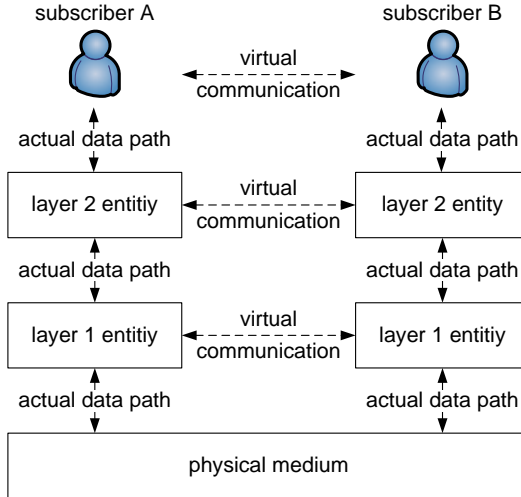 subscriber A
subscriber B
virtual
communication
actual data path
actual data path
layer 2 entitiy
virtual
communication
layer 2 entity
actual data path
actual data path
layer 1 entitiy
virtual
communication
layer 1 entitiy
actual data path
actual data path
physical medium